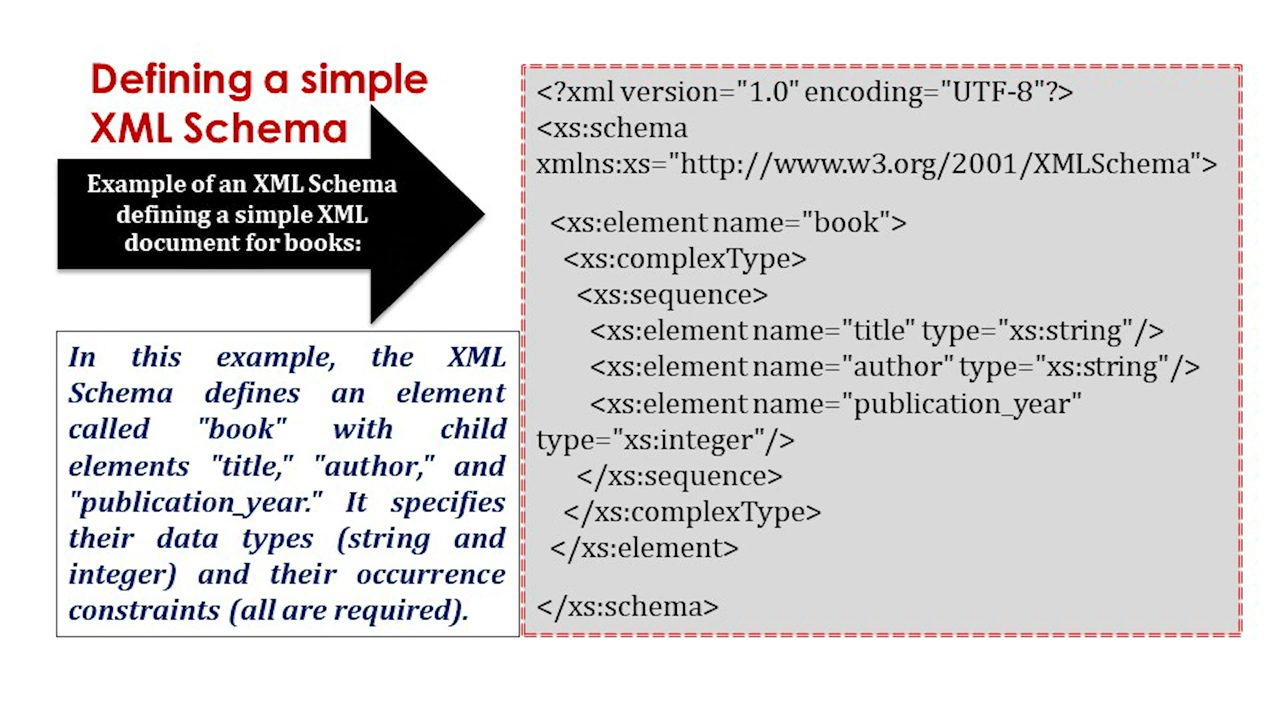 Defining a simple
XML Schema
Example of an XML Schema
defining a simple XML
document for books:
In this example, the XML
Schema defines an element
called "book" with child
elements "title," "author," and
"publication_year." It specifies
their data types (string and
integer) and their occurrence
constraints (all are required).
<?xml version="1.0" encoding="UTF-8"?>
<xs:schema
xmlns:xs="http://www.w3.org/2001/XMLSchema">
<xs:element name="book">
<xs:complexType>
<xs:sequence>
<xs:element name="title" type="xs:string"/>
<xs:element name="author" type="xs:string"/>
<xs:element name="publication_year"
type="xs:integer"/>
</xs:sequence>
</xs:complexType>
</xs:element>
</xs:schema>